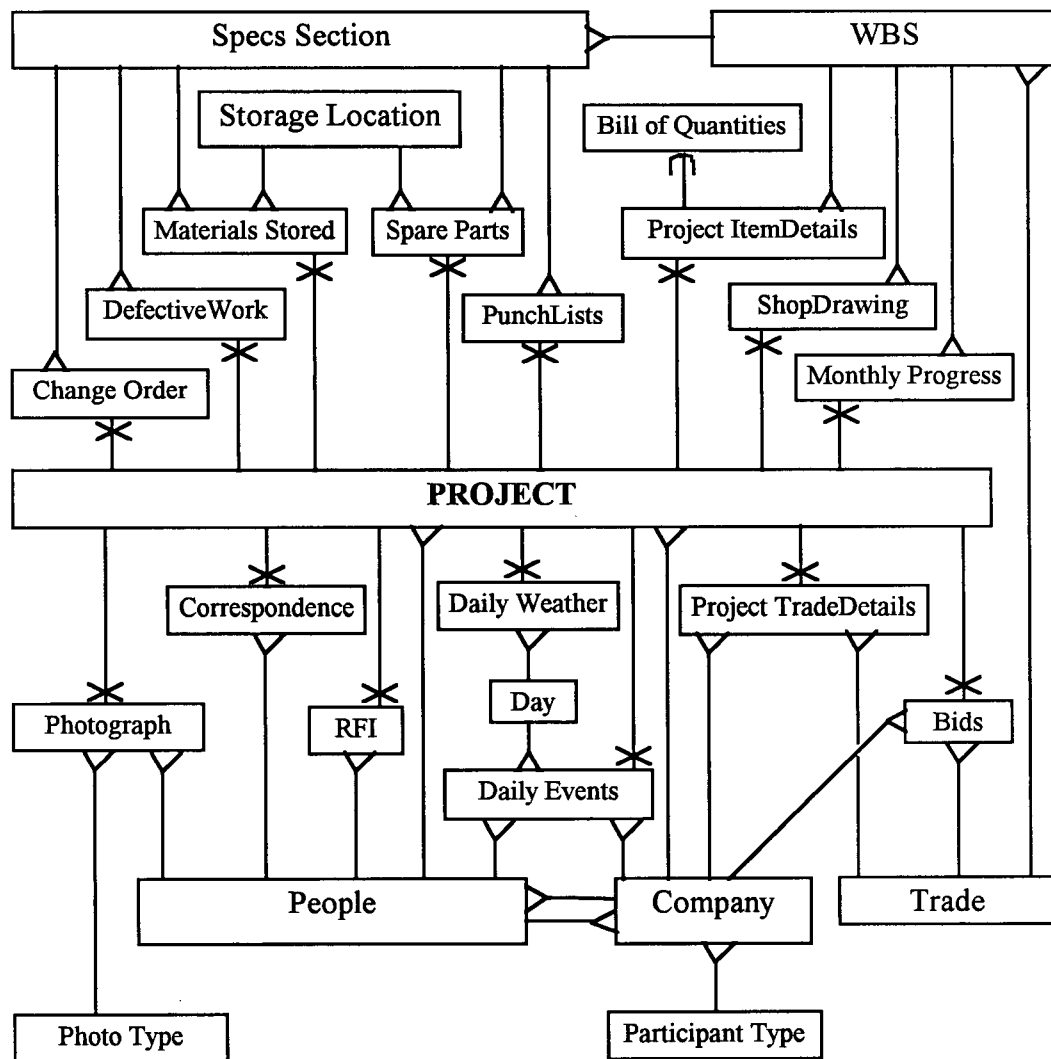 Specs Section
WBS
Storage Location
Bill of Quantities
Materials Stored
Spare Parts
Project ItemDetails
DefectiveWork
PunchLists
ShopDrawing
Change Order
Monthly Progress
PROJECT
Correspondence
Daily Weather
Project TradeDetails
Photograph
RFI
Day
Bids
Daily Events
People
Company
Trade
Photo Type
Participant Type